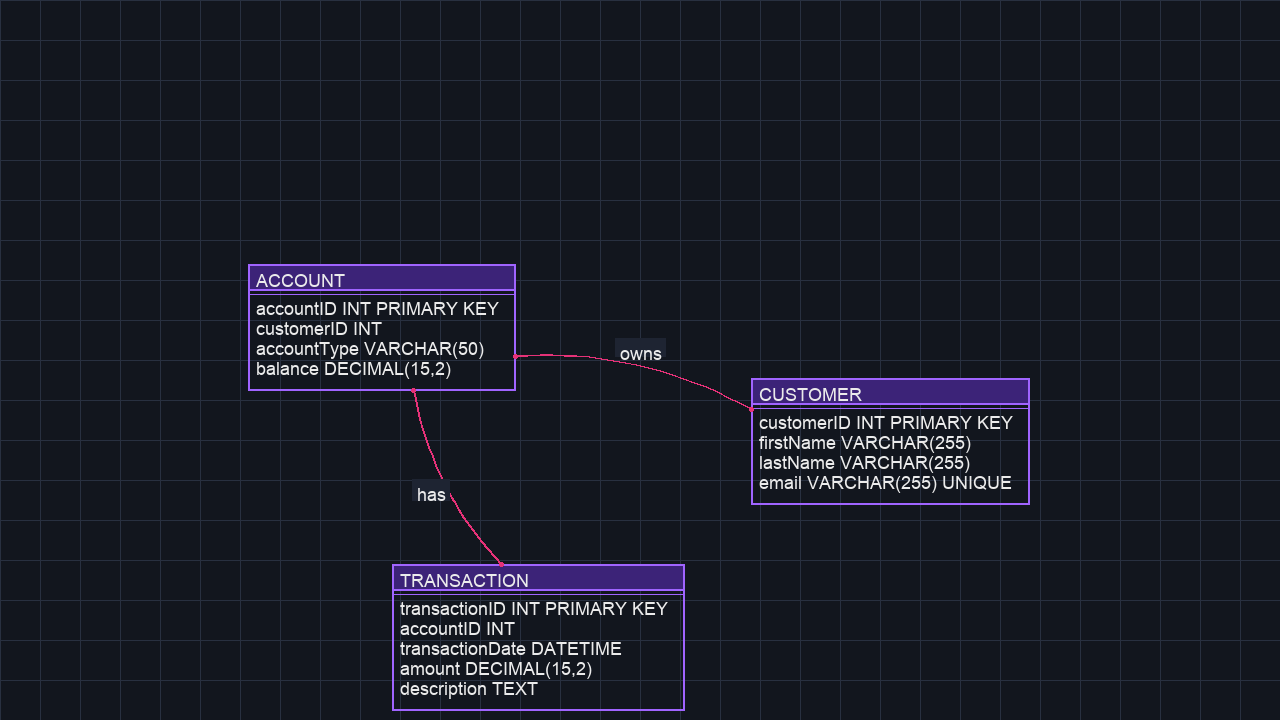 ACCOUNT
accountID INT PRIMARY KEY
customerID INT
accountType VARCHAR(50)
balance DECIMAL(15,2)
owns
CUSTOMER
customerID INT PRIMARY KEY
firstName VARCHAR(255)
lastName VARCHAR(255)
email VARCHAR(255) UNIQUE
has
TRANSACTION
transactionID INT PRIMARY KEY
accountID INT
transactionDate DATETIME
amount DECIMAL(15,2)
description TEXT